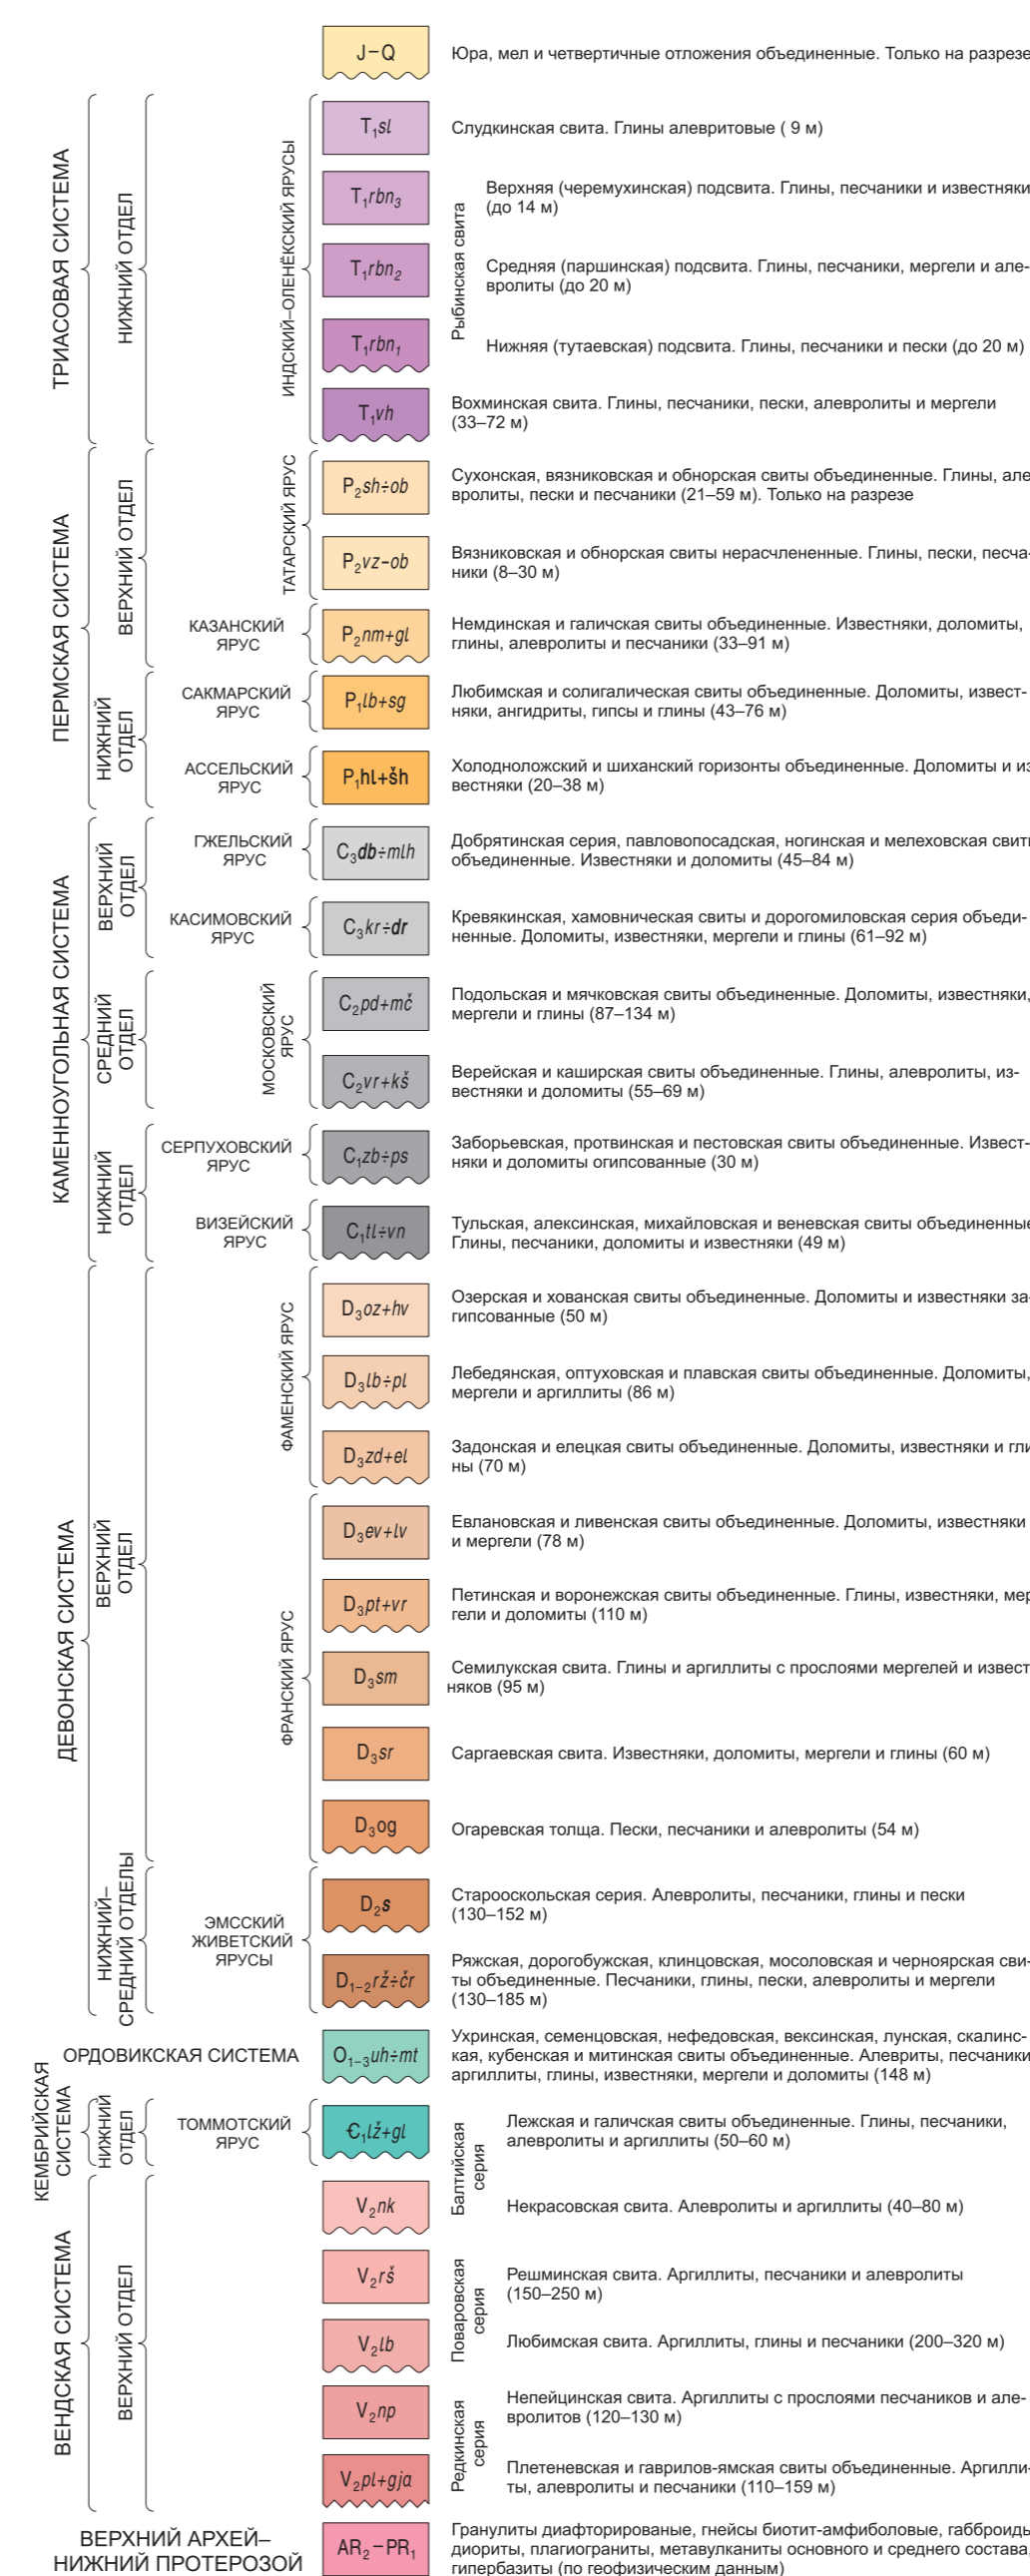 J–Q
Юра, мел и четвертичные отложения объединенные. Только на разрезе
ТРИАСОВАЯ СИСТЕМА
НИЖНИЙ ОТДЕЛ
ИНДСКИЙ–ОЛЕНЁКСКИЙ ЯРУСЫ
T₁sl
Слудкинская свита. Глины алевритовые ( 9 м)
Рыбинская свита
T₁rbn₃
Верхняя (черемухинская) подсвита. Глины, песчаники и известняки
(до 14 м)
T₁rbn₂
Средняя (паршинская) подсвита. Глины, песчаники, мергели и але-
вролиты (до 20 м)
T₁rbn₁
Нижняя (тутаевская) подсвита. Глины, песчаники и пески (до 20 м)
T₁vh
Вохминская свита. Глины, песчаники, пески, алевролиты и мергели
(33–72 м)
ПЕРМСКАЯ СИСТЕМА
ВЕРХНИЙ ОТДЕЛ
ТАТАРСКИЙ ЯРУС
P₂sh÷ob
Сухонская, вязниковская и обнорская свиты объединенные. Глины, але
вролиты, пески и песчаники (21–59 м). Только на разрезе
P₂vz–ob
Вязниковская и обнорская свиты нерасчлененные. Глины, пески, песча-
ники (8–30 м)
КАЗАНСКИЙ
ЯРУС
P₂nm+gl
Немдинская и галичская свиты объединенные. Известняки, доломиты,
глины, алевролиты и песчаники (33–91 м)
НИЖНИЙ
ОТДЕЛ
САКМАРСКИЙ
ЯРУС
P₁lb+sg
Любимская и солигалическая свиты объединенные. Доломиты, извест-
няки, ангидриты, гипсы и глины (43–76 м)
АССЕЛЬСКИЙ
ЯРУС
P₁hl+šh
Холодноложский и шиханский горизонты объединенные. Доломиты и из
вестняки (20–38 м)
КАМЕННОУГОЛЬНАЯ СИСТЕМА
ВЕРХНИЙ
ОТДЕЛ
ГЖЕЛЬСКИЙ
ЯРУС
C₃db÷mlh
Добрятинская серия, павловопосадская, ногинская и мелеховская свиты
объединенные. Известняки и доломиты (45–84 м)
КАСИМОВСКИЙ
ЯРУС
C₃kr÷dr
Кревякинская, хамовническая свиты и дорогомиловская серия объеди-
ненные. Доломиты, известняки, мергели и глины (61–92 м)
СРЕДНИЙ
ОТДЕЛ
МОСКОВСКИЙ
ЯРУС
C₂pd+mč
Подольская и мячковская свиты объединенные. Доломиты, известняки,
мергели и глины (87–134 м)
C₂vr+kš
Верейская и каширская свиты объединенные. Глины, алевролиты, из-
вестняки и доломиты (55–69 м)
НИЖНИЙ
ОТДЕЛ
СЕРПУХОВСКИЙ
ЯРУС
C₁zb÷ps
Заборьевская, протвинская и пестовская свиты объединенные. Извест-
няки и доломиты огипсованные (30 м)
ВИЗЕЙСКИЙ
ЯРУС
C₁tl÷vn
Тульская, алексинская, михайловская и веневская свиты объединенные
Глины, песчаники, доломиты и известняки (49 м)
ДЕВОНСКАЯ СИСТЕМА
ВЕРХНИЙ
ОТДЕЛ
ФАМЕНСКИЙ ЯРУС
D₃oz+hv
Озерская и хованская свиты объединенные. Доломиты и известняки за-
гипсованные (50 м)
D₃lb÷pl
Лебедянская, оптуховская и плавская свиты объединенные. Доломиты,
мергели и аргиллиты (86 м)
D₃zd+el
Задонская и елецкая свиты объединенные. Доломиты, известняки и гли
ны (70 м)
ФРАНСКИЙ ЯРУС
D₃ev+lv
Евлановская и ливенская свиты объединенные. Доломиты, известняки
и мергели (78 м)
D₃pt+vr
Петинская и воронежская свиты объединенные. Глины, известняки, мер
гели и доломиты (110 м)
D₃sm
Семилукская свита. Глины и аргиллиты с прослоями мергелей и извест
няков (95 м)
D₃sr
Саргаевская свита. Известняки, доломиты, мергели и глины (60 м)
D₃og
Огаревская толща. Пески, песчаники и алевролиты (54 м)
НИЖНИЙ–
СРЕДНИЙ ОТДЕЛЫ
ЭМССКИЙ
ЖИВЕТСКИЙ
ЯРУСЫ
D₂s
Старооскольская серия. Алевролиты, песчаники, глины и пески
(130–152 м)
D₁₋₂rž÷čr
Ряжская, дорогобужская, клинцовская, мосоловская и черноярская сви-
ты объединенные. Песчаники, глины, пески, алевролиты и мергели
(130–185 м)
ОРДОВИКСКАЯ СИСТЕМА
O₁₋₃uh÷mt
Ухринская, семенцовская, нефедовская, вексинская, лунская, скалинс-
кая, кубенская и митинская свиты объединенные. Алевриты, песчаники
аргиллиты, глины, известняки, мергели и доломиты (148 м)
КЕМБРИЙСКАЯ
СИСТЕМА
НИЖНИЙ
ОТДЕЛ
ТОММОТСКИЙ
ЯРУС
Є₁lž+gl
Балтийская
серия
Лежская и галичская свиты объединенные. Глины, песчаники,
алевролиты и аргиллиты (50–60 м)
ВЕНДСКАЯ СИСТЕМА
ВЕРХНИЙ ОТДЕЛ
V₂nk
Некрасовская свита. Алевролиты и аргиллиты (40–80 м)
Поваровская
серия
V₂rš
Решминская свита. Аргиллиты, песчаники и алевролиты
(150–250 м)
V₂lb
Любимская свита. Аргиллиты, глины и песчаники (200–320 м)
Редкинская
серия
V₂np
Непейцинская свита. Аргиллиты с прослоями песчаников и але-
вролитов (120–130 м)
V₂pl+gja
Плетеневская и гаврилов-ямская свиты объединенные. Аргилли-
ты, алевролиты и песчаники (110–159 м)
ВЕРХНИЙ АРХЕЙ–
НИЖНИЙ ПРОТЕРОЗОЙ
AR₂–PR₁
Гранулиты диафторированые, гнейсы биотит-амфиболовые, габброиды
диориты, плагиограниты, метавулканиты основного и среднего состава
гипербазиты (по геофизическим данным)